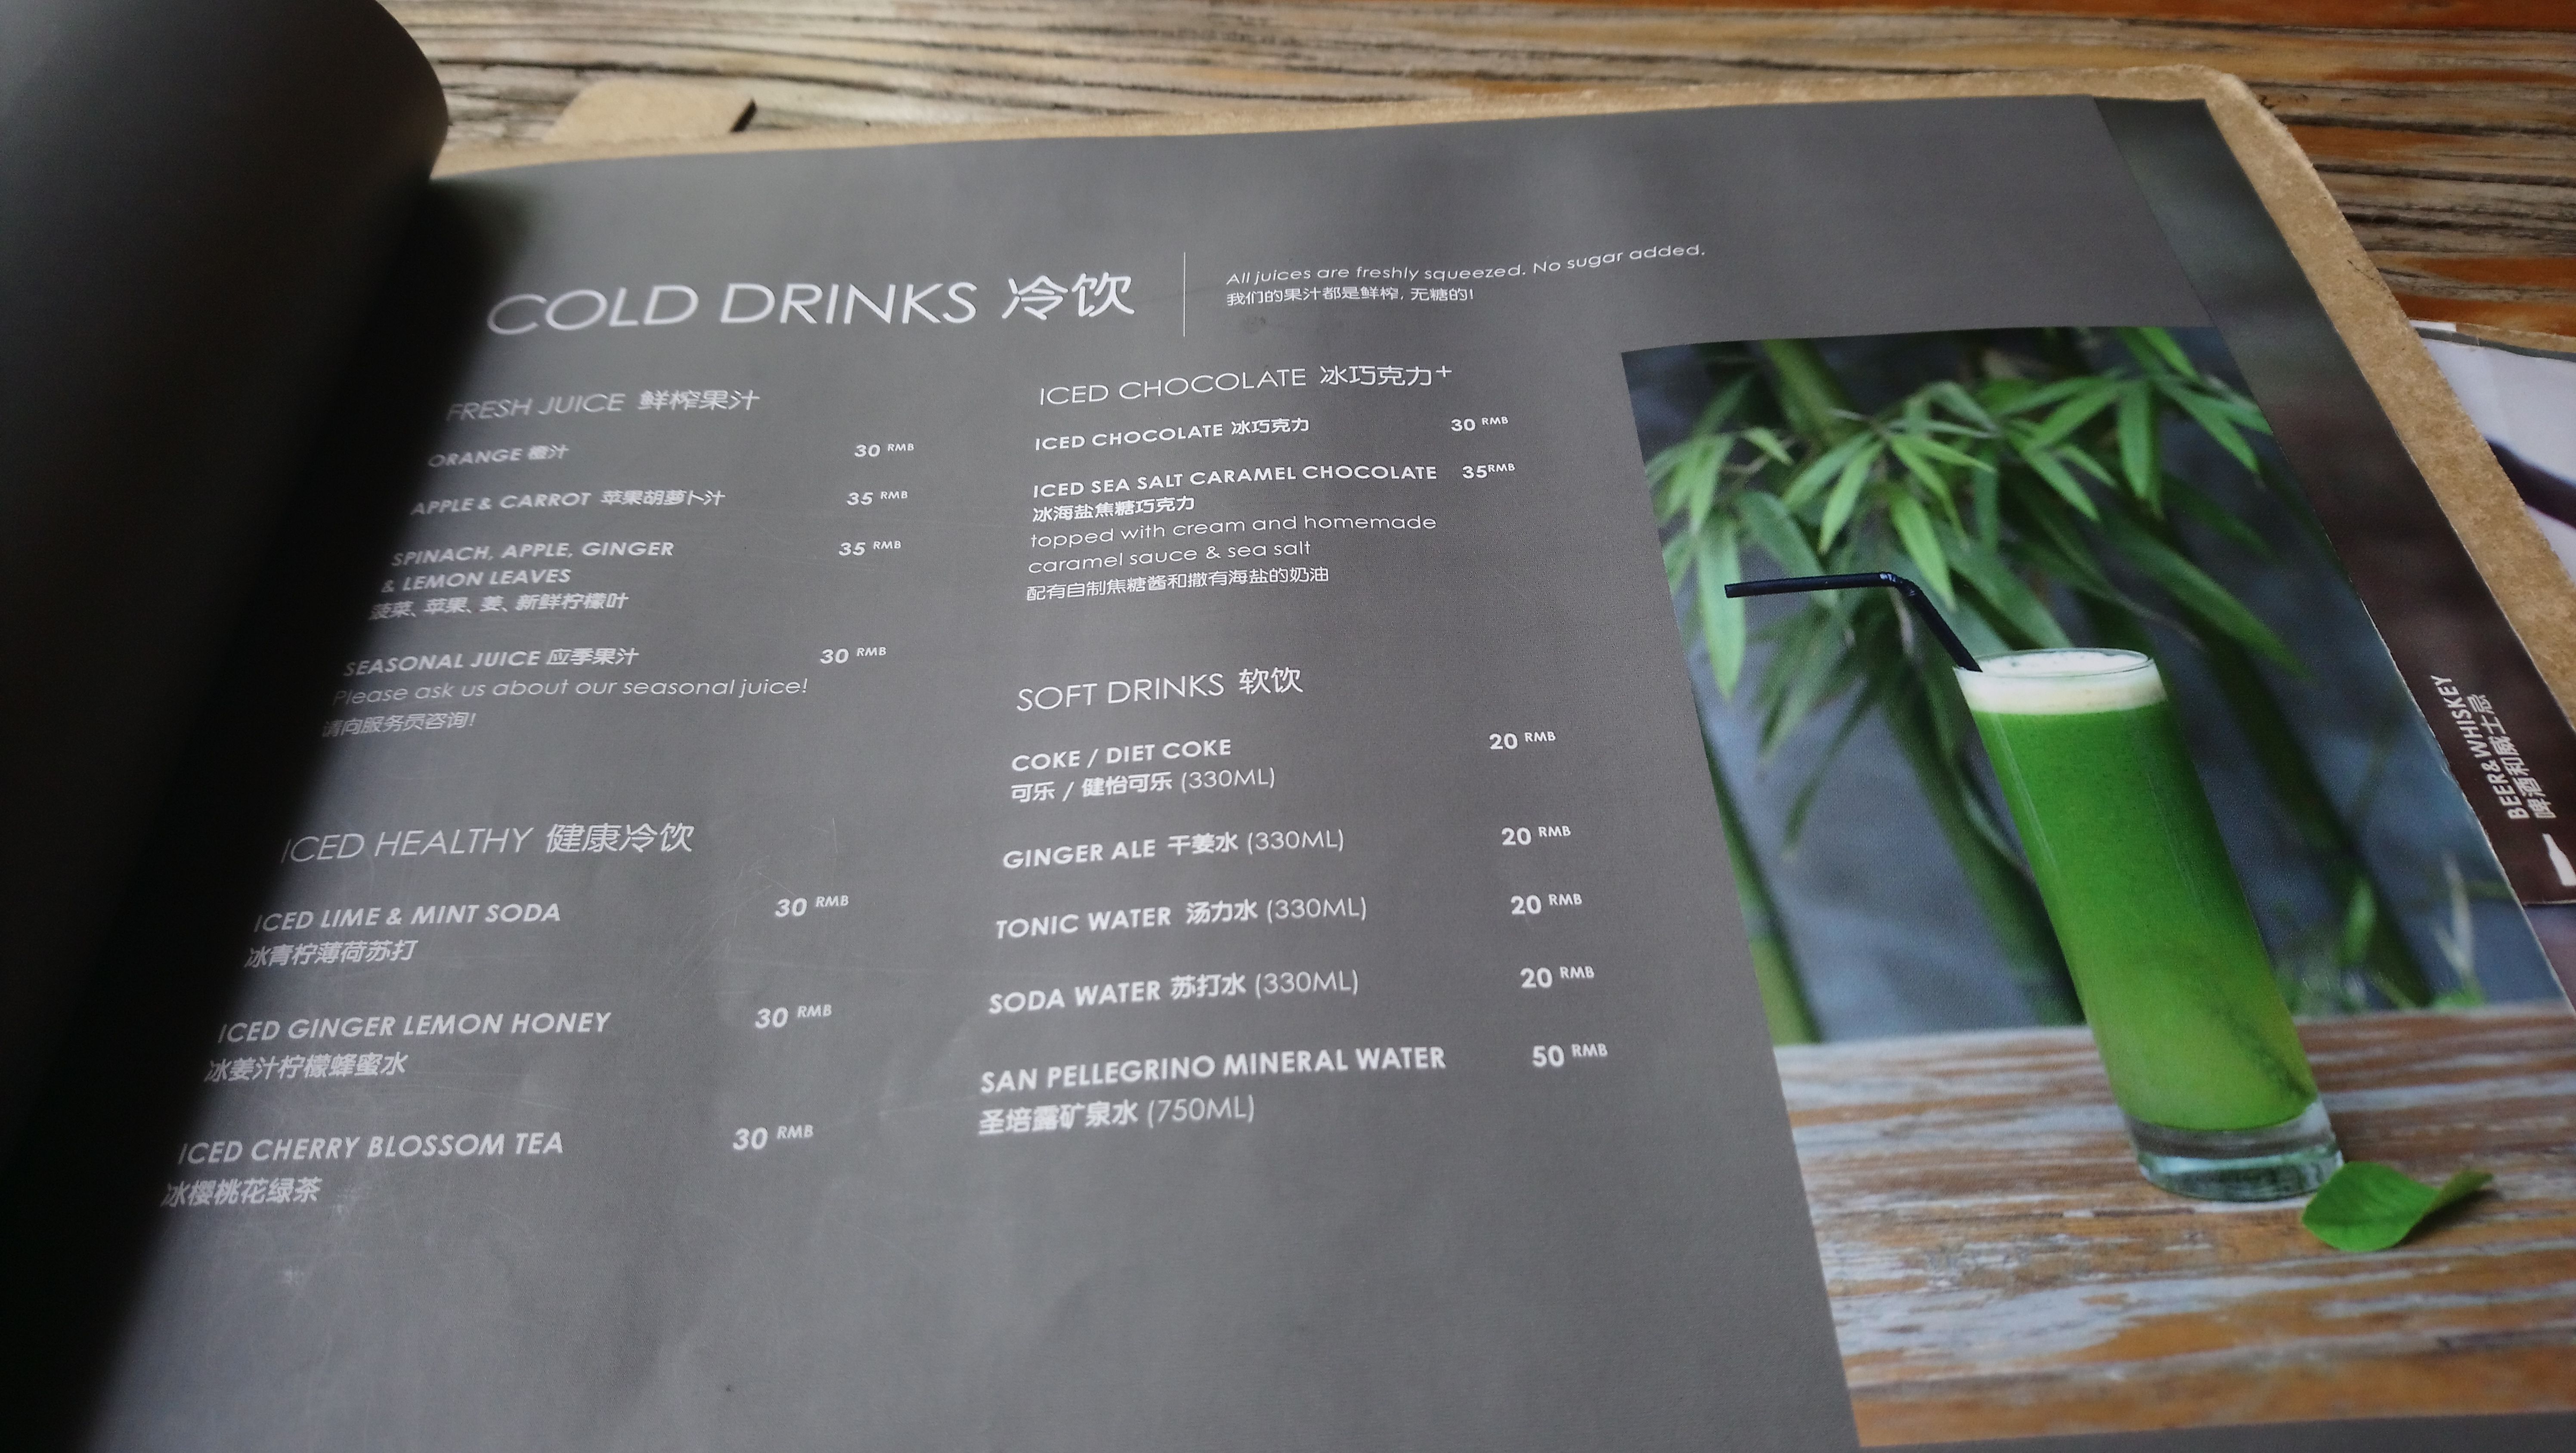 COLD DRINKS 冷饮
All juices are freshly squeezed. No sugar added.
我们的果汁都是鲜榨, 无糖的!
FRESH JUICE 鲜榨果汁
ORANGE 橙汁 30 RMB
APPLE & CARROT 苹果胡萝卜汁 35 RMB
SPINACH, APPLE, GINGER 35 RMB
& LEMON LEAVES
菠菜、苹果、姜、新鲜柠檬叶
SEASONAL JUICE 应季果汁 30 RMB
Please ask us about our seasonal juice!
请向服务员咨询!
ICED HEALTHY 健康冷饮
ICED LIME & MINT SODA 30 RMB
冰青柠薄荷苏打
ICED GINGER LEMON HONEY 30 RMB
冰姜汁柠檬蜂蜜水
ICED CHERRY BLOSSOM TEA 30 RMB
冰樱桃花绿茶
ICED CHOCOLATE 冰巧克力+
ICED CHOCOLATE 冰巧克力 30 RMB
ICED SEA SALT CARAMEL CHOCOLATE 35RMB
冰海盐焦糖巧克力
topped with cream and homemade
caramel sauce & sea salt
配有自制焦糖酱和撒有海盐的奶油
SOFT DRINKS 软饮
COKE / DIET COKE 20 RMB
可乐 / 健怡可乐 (330ML)
GINGER ALE 干姜水 (330ML) 20 RMB
TONIC WATER 汤力水 (330ML) 20 RMB
SODA WATER 苏打水 (330ML) 20 RMB
SAN PELLEGRINO MINERAL WATER 50 RMB
圣培露矿泉水 (750ML)
BEER&WHISKEY
啤酒和威士忌